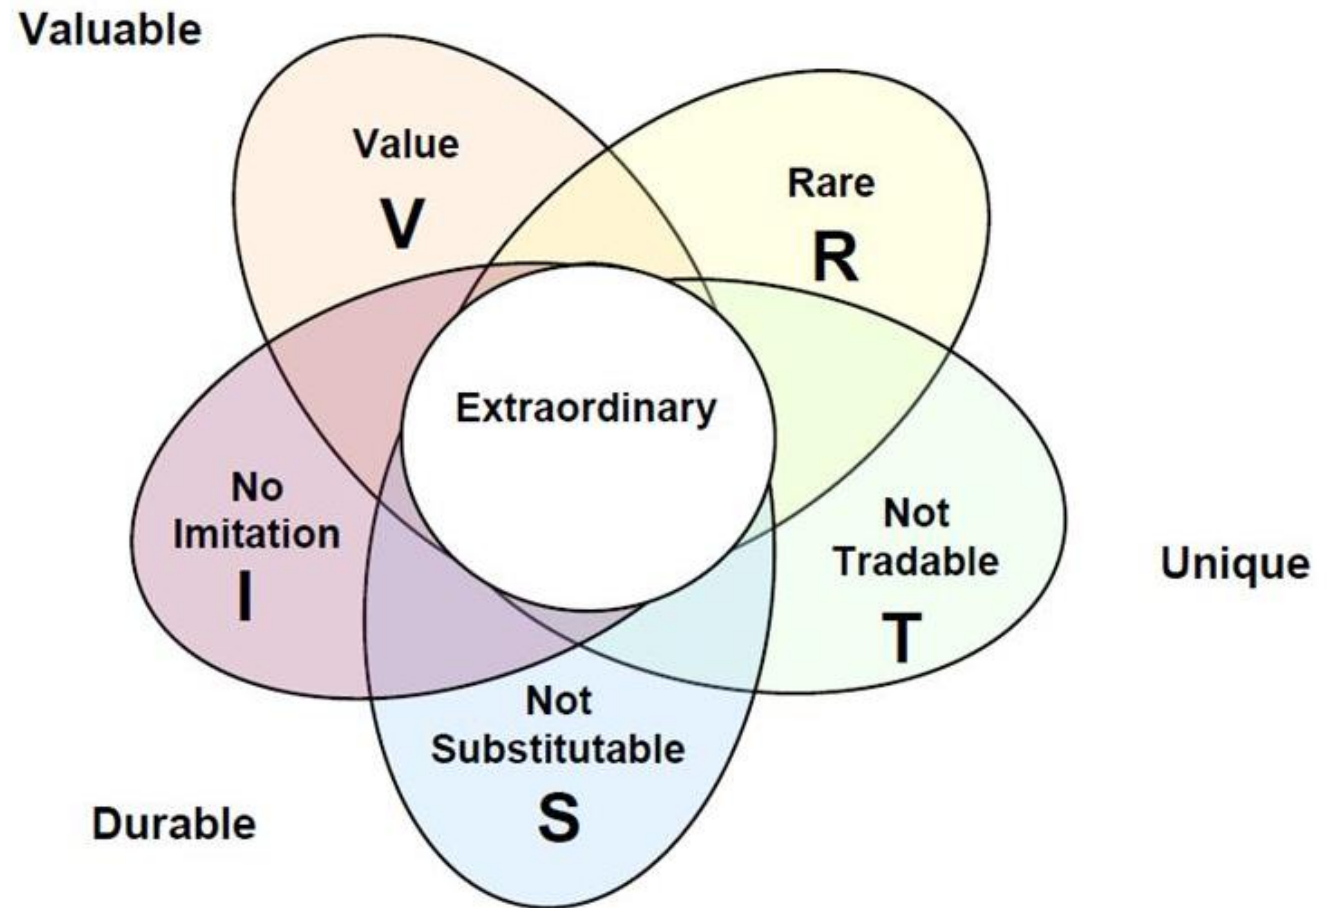 Valuable
Value
V
Rare
R
Extraordinary
No
Imitation
I
Not
Tradable
T
Unique
Not
Substitutable
S
Durable